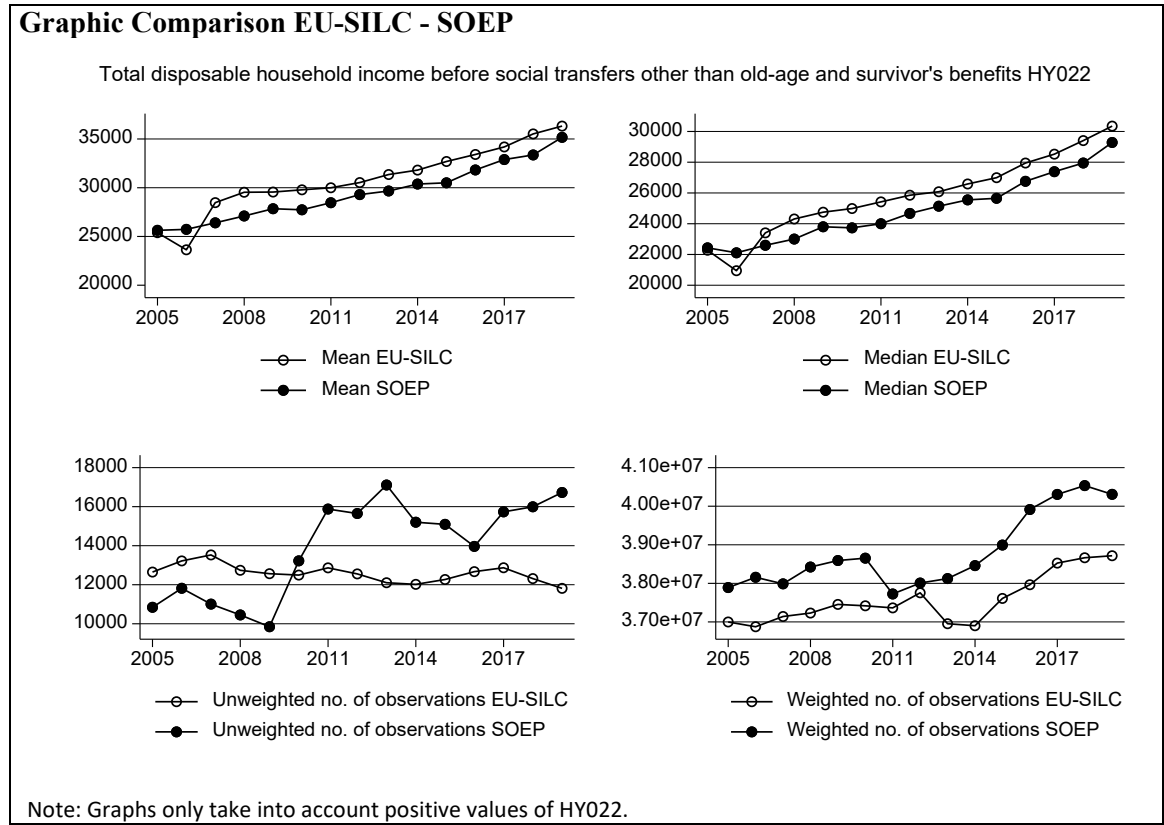 Graphic Comparison EU-SILC - SOEP
Total disposable household income before social transfers other than old-age and survivor's benefits HY022
35000
30000
25000
20000
2005 2008 2011 2014 2017
Mean EU-SILC
Mean SOEP
30000
28000
26000
24000
22000
20000
2005 2008 2011 2014 2017
Median EU-SILC
Median SOEP
18000
16000
14000
12000
10000
2005 2008 2011 2014 2017
Unweighted no. of observations EU-SILC
Unweighted no. of observations SOEP
4.10e+07
4.00e+07
3.90e+07
3.80e+07
3.70e+07
2005 2008 2011 2014 2017
Weighted no. of observations EU-SILC
Weighted no. of observations SOEP
Note: Graphs only take into account positive values of HY022.